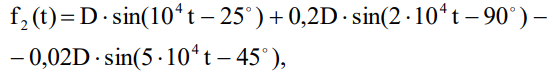 f₂(t) = D · sin(10⁴ t − 25°) + 0,2D · sin(2 · 10⁴ t − 90°) −
− 0,02D · sin(5 · 10⁴ t − 45°),